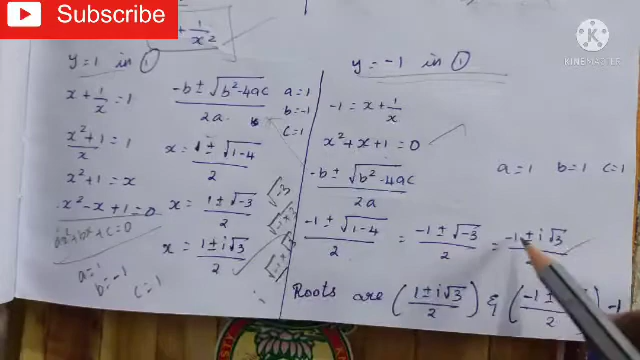 Subscribe
+ 1/x²
KINEMASTER
y=1 in ①
x + 1/x = 1
(x²+1)/x = 1
x²+1 = x
x²-x+1=0
ax²+bx+c=0
a=1
b=-1
c=1
(-b ± √(b²-4ac))/2a
a=1
b=-1
c=1
x = (1 ± √(1-4))/2
x = (1 ± √-3)/2
x = (1 ± i√3)/2
y = -1 in ①
-1 = x + 1/x
x²+x+1=0
(-b ± √(b²-4ac))/2a
a=1 b=1 c=1
(-1 ± √(1-4))/2 = (-1 ± √-3)/2 = (-1 ± i√3)/2
Roots are ((1±i√3)/2) & ((-1±i√3)/2) -1